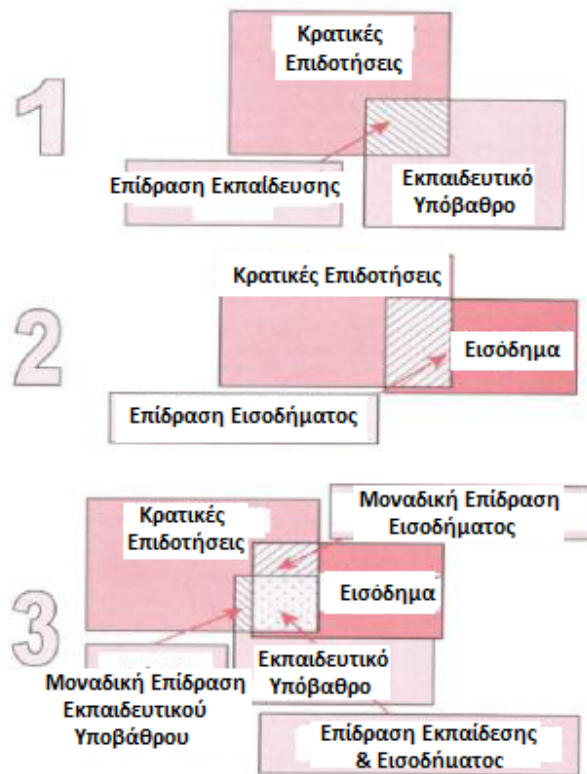 1
Κρατικές
Επιδοτήσεις
Επίδραση Εκπαίδευσης
Εκπαιδευτικό
Υπόβαθρο
2
Κρατικές Επιδοτήσεις
Εισόδημα
Επίδραση Εισοδήματος
3
Κρατικές
Επιδοτήσεις
Μοναδική Επίδραση
Εισοδήματος
Εισόδημα
Εκπαιδευτικό
Υπόβαθρο
Μοναδική Επίδραση
Εκπαιδευτικού
Υποβάθρου
Επίδραση Εκπαίδεσης
& Εισοδήματος